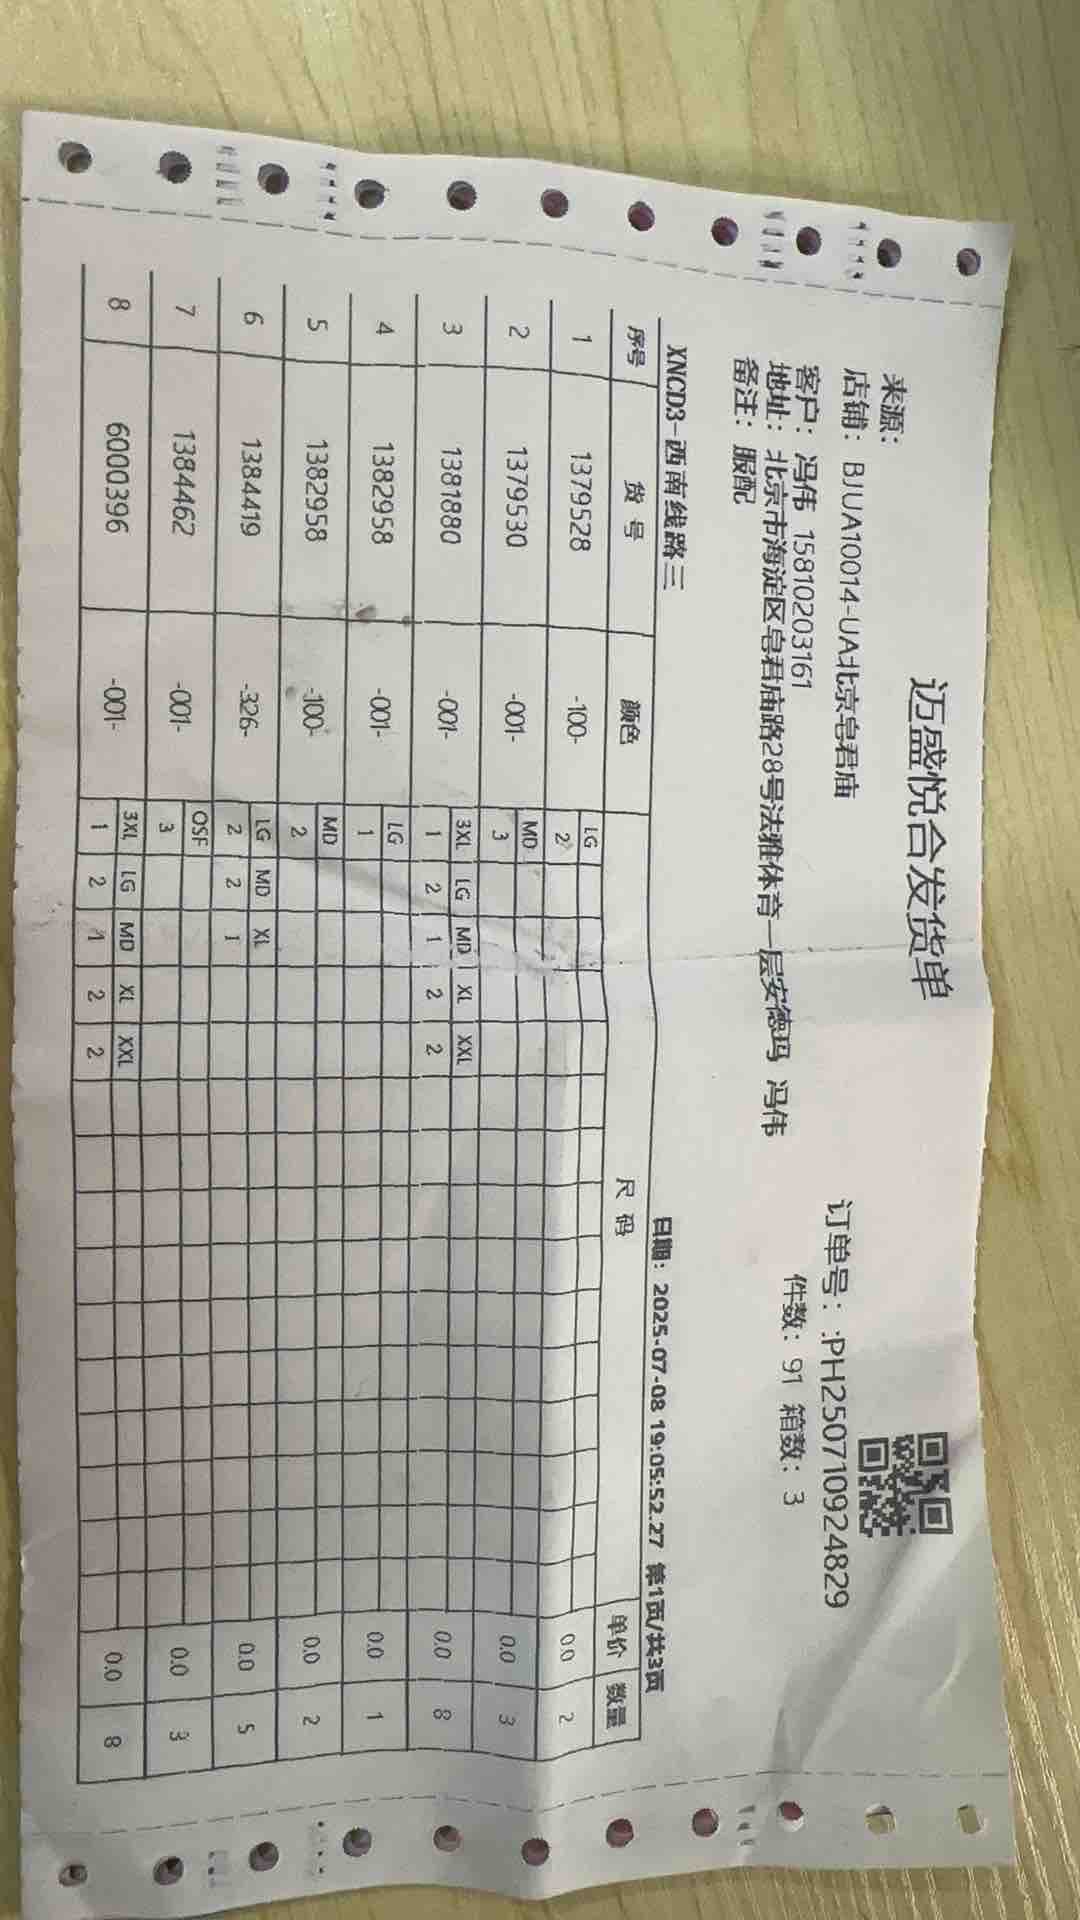 迈盛悦合发货单
来源：
店铺：BJUA10014-UA北京皂君庙 订单号：:PH250710924829
客户：冯伟 15810203161 件数：91 箱数：3
地址：北京市海淀区皂君庙路28号法雅体育一层安德玛 冯伟
备注：服配
XNCD3-西南线路三 日期：2025-07-08 19:05:52.27 第1页/共3页
序号 货号 颜色 尺码 单价 数量
LG
1 1379528 -100- 2 0.0 2
MD
2 1379530 -001- 3 0.0 3
3XL LG MD XL XXL
3 1381880 -001- 1 2 1 2 2 0.0 8
LG
4 1382958 -001- 1 0.0 1
MD
5 1382958 -100- 2 0.0 2
LG MD XL
6 1384419 -326- 2 2 1 0.0 5
OSF
7 1384462 -001- 3 0.0 3
3XL LG MD XL XXL
8 6000396 -001- 1 2 1 2 2 0.0 8